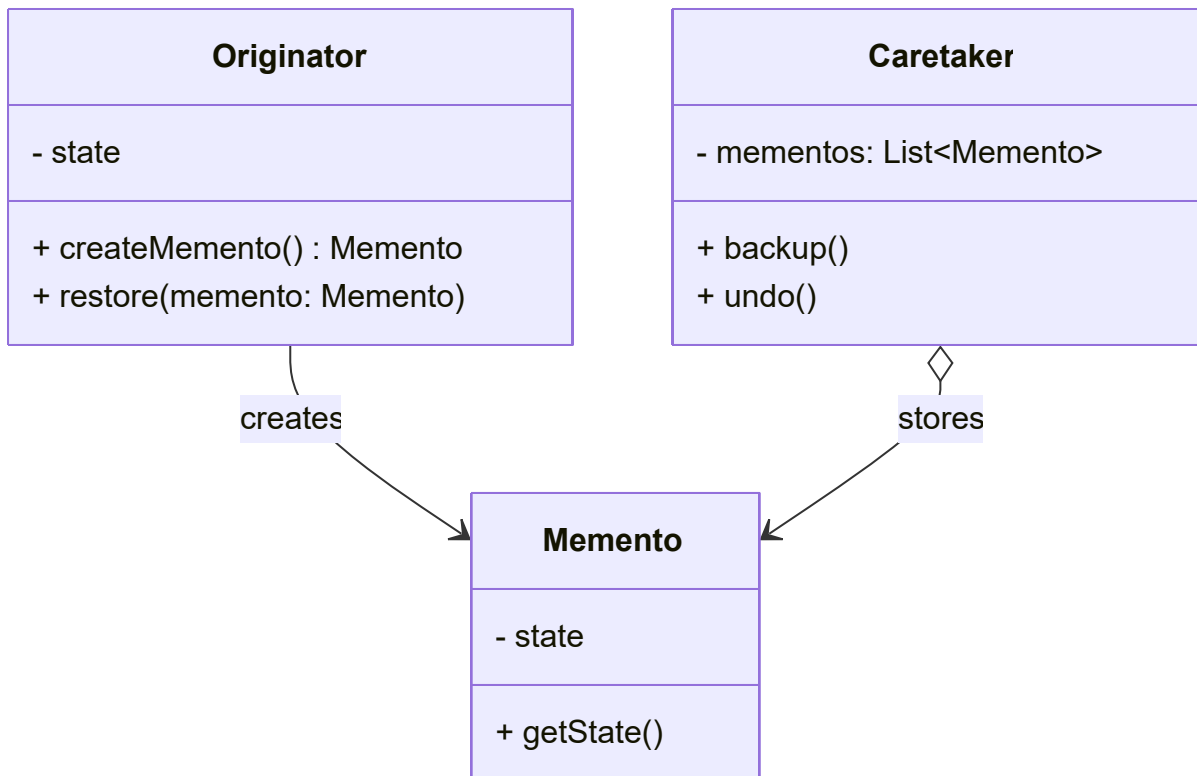 Originator
- state
+ createMemento() : Memento
+ restore(memento: Memento)
Caretaker
- mementos: List<Memento>
+ backup()
+ undo()
creates
stores
Memento
- state
+ getState()